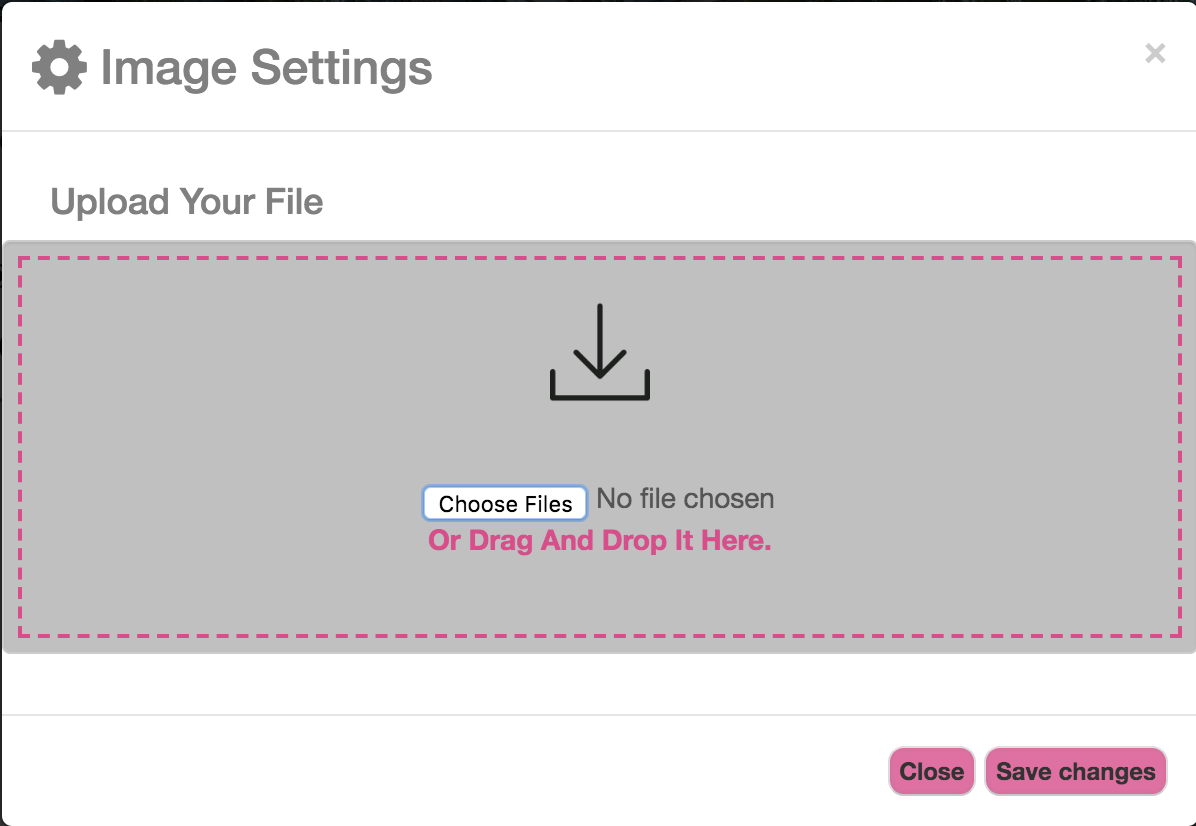 Image Settings
×
Upload Your File
Choose Files No file chosen
Or Drag And Drop It Here.
Close Save changes